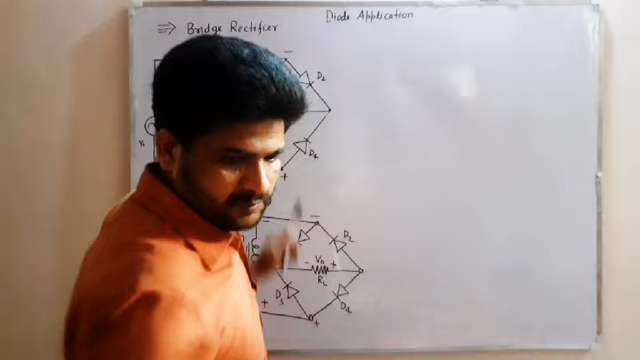 Diode Application
⇒ Bridge Rectifier
−
D2
D4
+
−
D2
− V0 +
RL
D3
D4
+
+